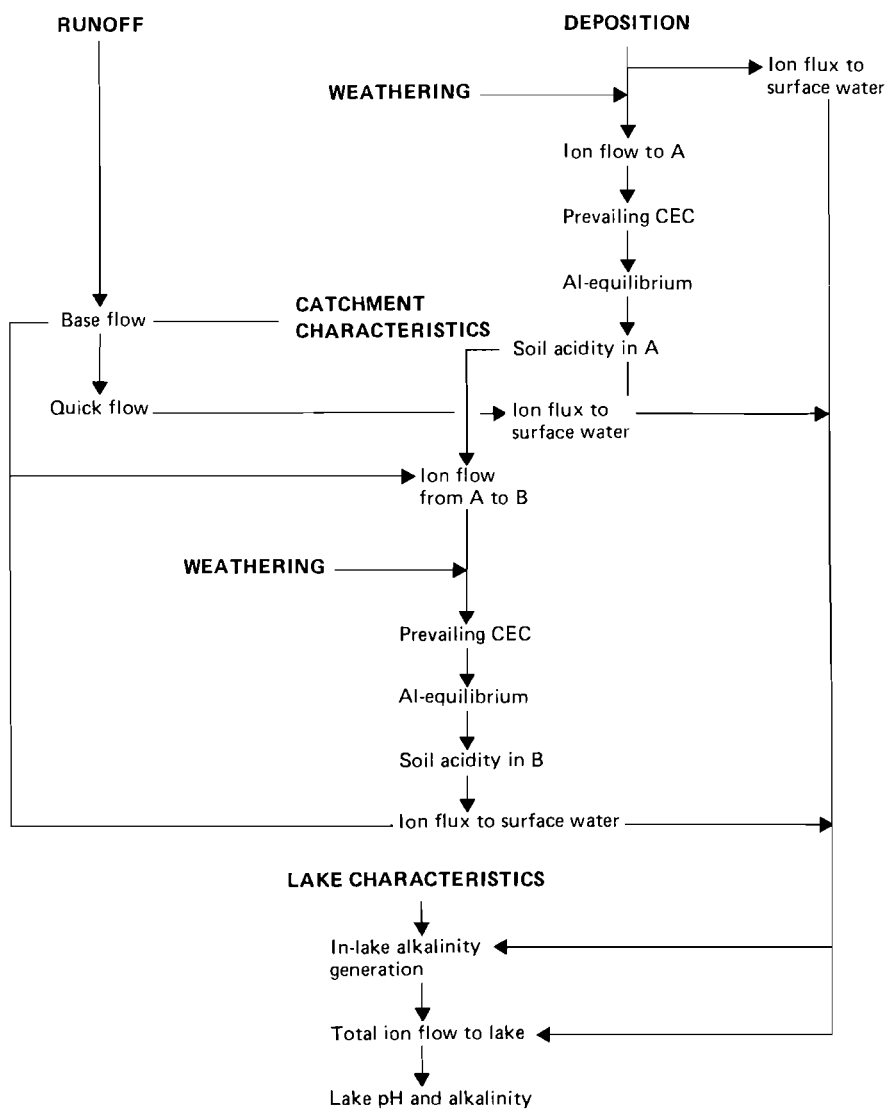 RUNOFF
DEPOSITION
Ion flux to
surface water
WEATHERING
Ion flow to A
Prevailing CEC
Al-equilibrium
CATCHMENT
CHARACTERISTICS
Base flow
Soil acidity in A
Quick flow
Ion flux to
surface water
Ion flow
from A to B
WEATHERING
Prevailing CEC
Al-equilibrium
Soil acidity in B
Ion flux to surface water
LAKE CHARACTERISTICS
In-lake alkalinity
generation
Total ion flow to lake
Lake pH and alkalinity